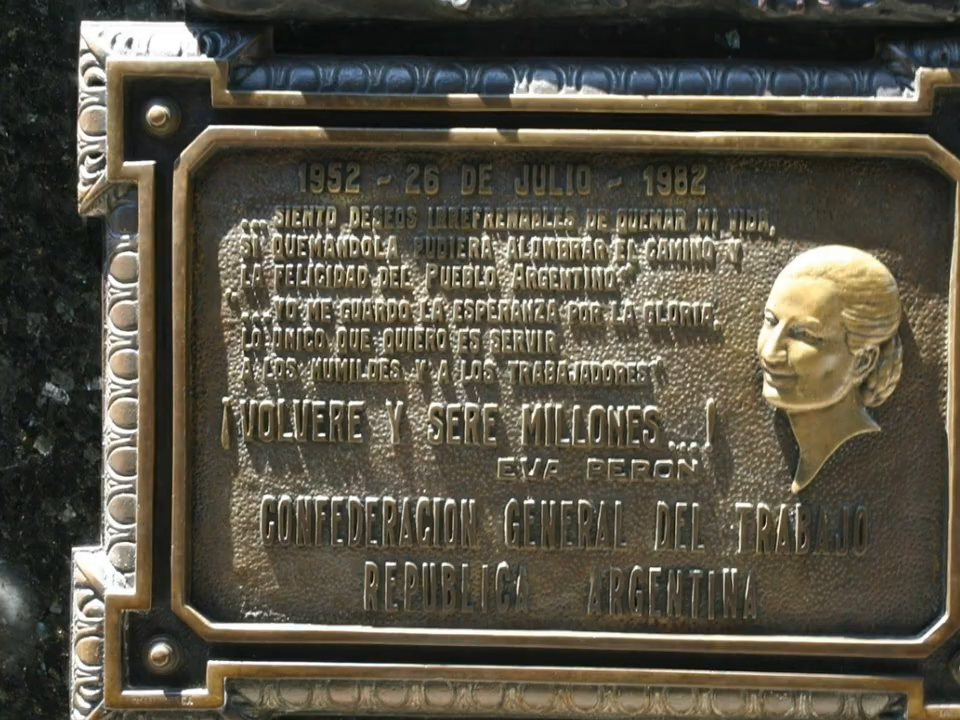 1952 - 26 DE JULIO - 1982
"...SIENTO DESEOS IRREFRENABLES DE QUEMAR MI VIDA,
SI QUEMANDOLA PUDIERA ALUMBRAR EL CAMINO Y
LA FELICIDAD DEL PUEBLO ARGENTINO"
"... YO ME GUARDO LA ESPERANZA POR LA GLORIA.
LO UNICO QUE QUIERO ES SERVIR
A LOS HUMILDES Y A LOS TRABAJADORES"
¡VOLVERE Y SERE MILLONES...!
EVA PERON
CONFEDERACION GENERAL DEL TRABAJO
REPUBLICA ARGENTINA